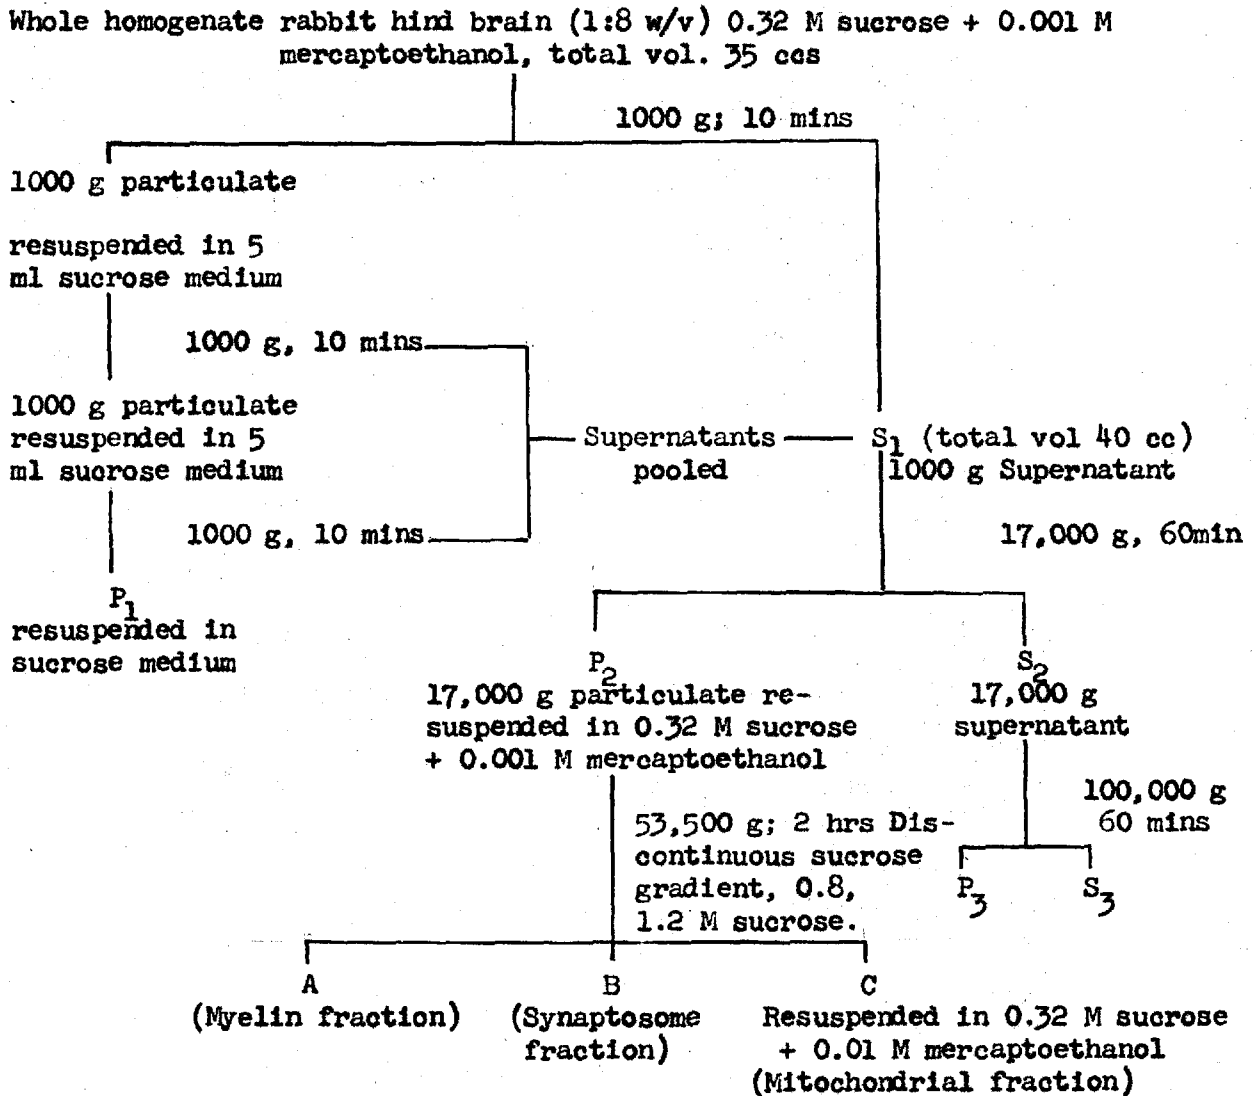 Whole homogenate rabbit hind brain (1:8 w/v) 0.32 M sucrose + 0.001 M
mercaptoethanol, total vol. 35 ccs
1000 g; 10 mins
1000 g particulate
resuspended in 5
ml sucrose medium
1000 g, 10 mins
1000 g particulate
resuspended in 5
ml sucrose medium
Supernatants
pooled
S1 (total vol 40 cc)
1000 g Supernatant
1000 g, 10 mins
17,000 g, 60min
P1
resuspended in
sucrose medium
P2
17,000 g particulate re-
suspended in 0.32 M sucrose
+ 0.001 M mercaptoethanol
S2
17,000 g
supernatant
100,000 g
60 mins
53,500 g; 2 hrs Dis-
continuous sucrose
gradient, 0.8,
1.2 M sucrose.
P3
S3
A
(Myelin fraction)
B
(Synaptosome
fraction)
C
Resuspended in 0.32 M sucrose
+ 0.01 M mercaptoethanol
(Mitochondrial fraction)